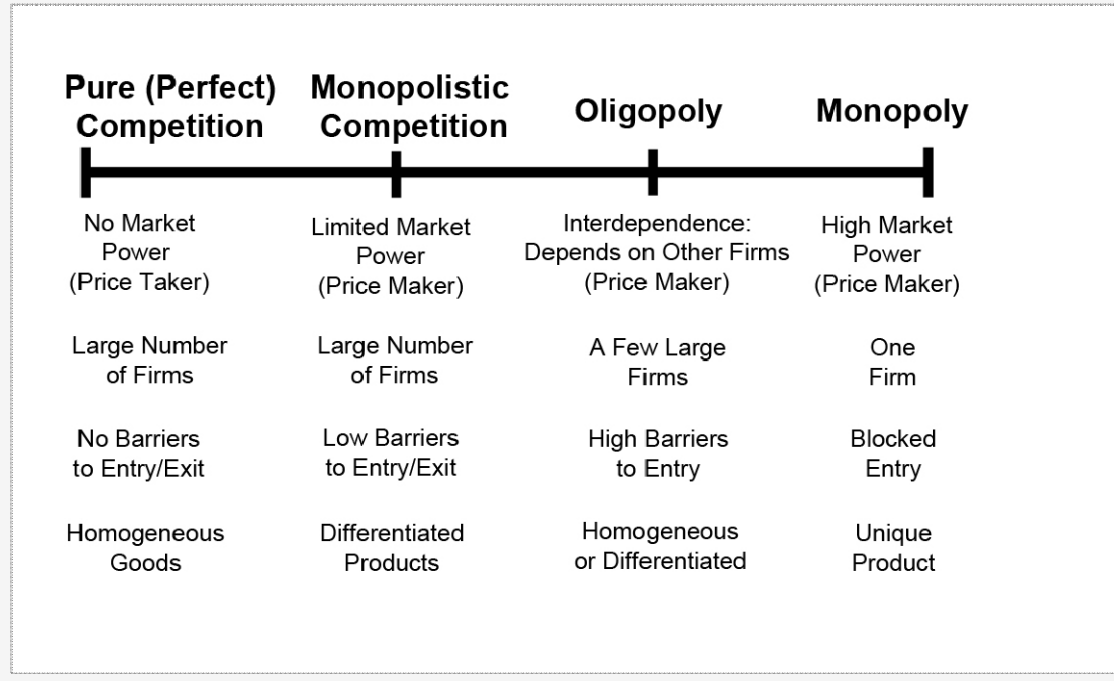 Pure (Perfect)
Competition
Monopolistic
Competition
Oligopoly
Monopoly
No Market
Power
(Price Taker)
Limited Market
Power
(Price Maker)
Interdependence:
Depends on Other Firms
(Price Maker)
High Market
Power
(Price Maker)
Large Number
of Firms
Large Number
of Firms
A Few Large
Firms
One
Firm
No Barriers
to Entry/Exit
Low Barriers
to Entry/Exit
High Barriers
to Entry
Blocked
Entry
Homogeneous
Goods
Differentiated
Products
Homogeneous
or Differentiated
Unique
Product